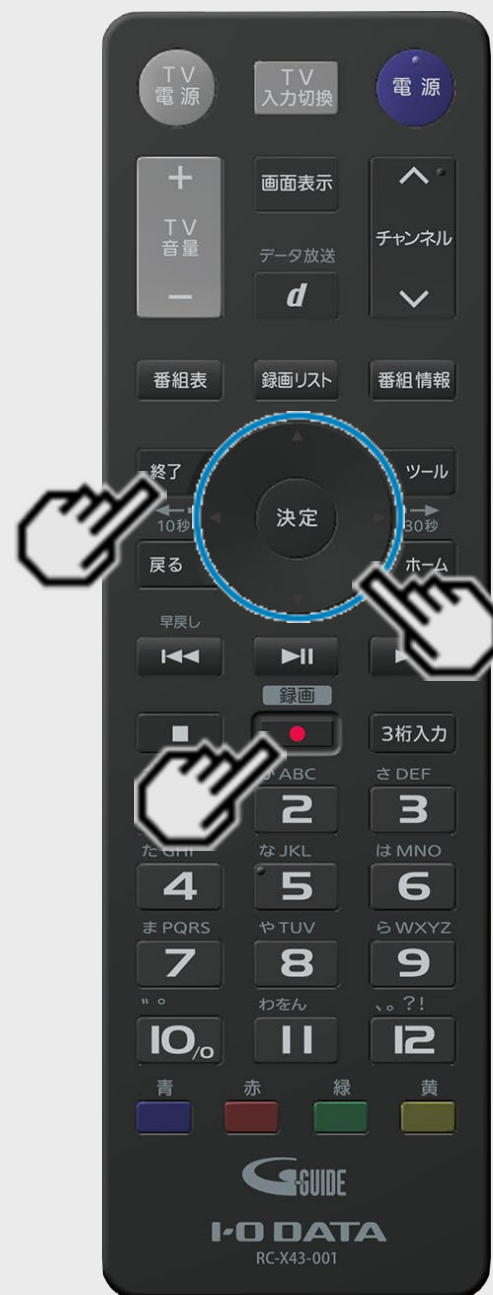 TV
電源
TV
入力切換
電源
+
TV
音量
−
画面表示
チャンネル
データ放送
d
番組表
録画リスト
番組情報
終了
ツール
10秒
決定
30秒
戻る
ホーム
早戻し
録画
3桁入力
ABC
さ DEF
2
3
な JKL
は MNO
4
5
6
ま PQRS
や TUV
ら WXYZ
7
8
9
゛゜
わをん
、。?!
10/0
11
12
青
赤
緑
黄
G-GUIDE
I-O DATA
RC-X43-001